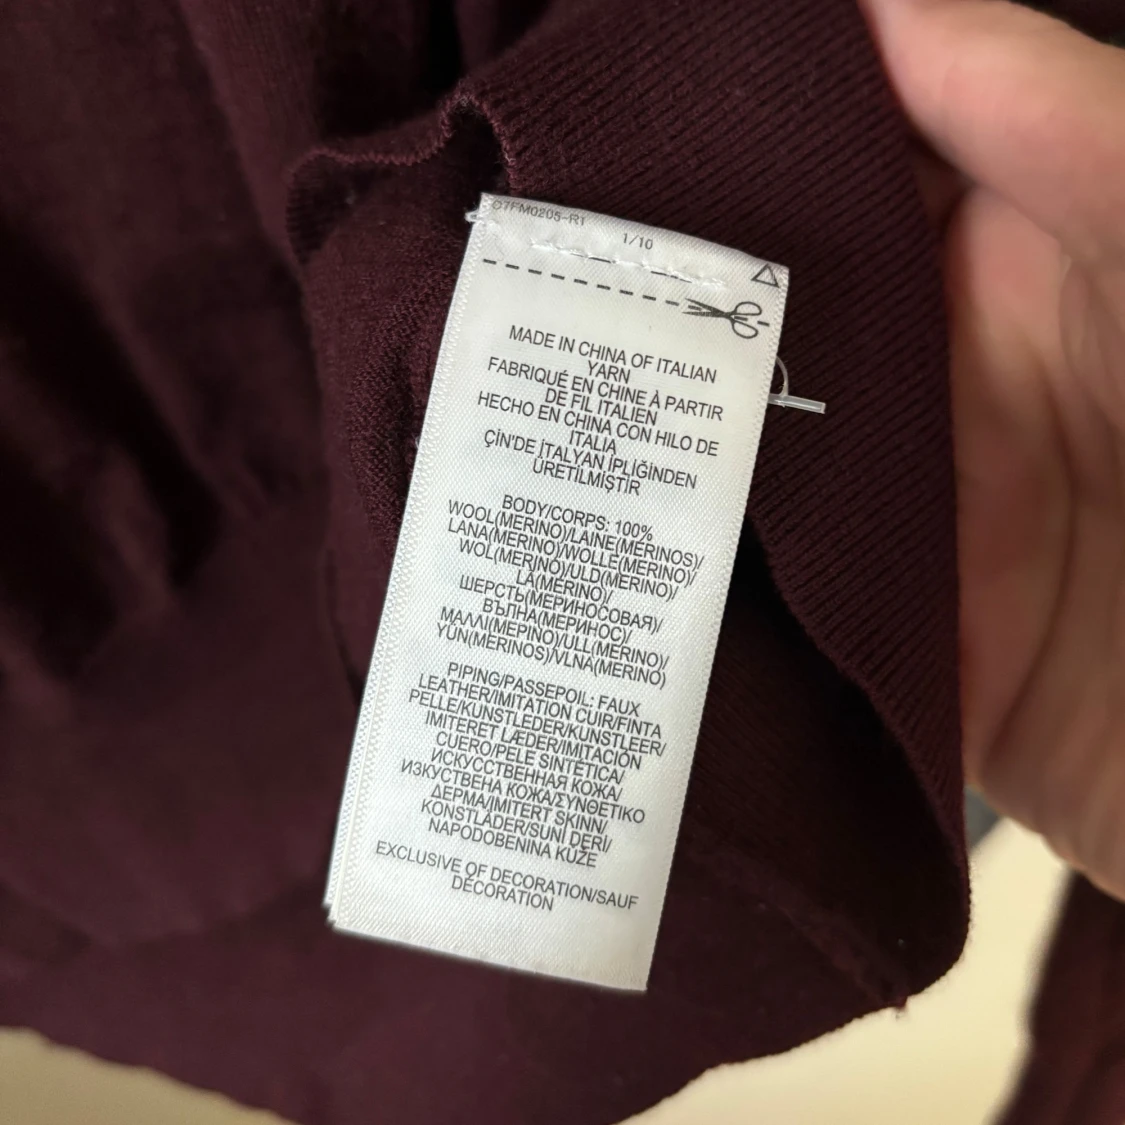 C7FM0205-R1
1/10
MADE IN CHINA OF ITALIAN
YARN
FABRIQUÉ EN CHINE À PARTIR
DE FIL ITALIEN
HECHO EN CHINA CON HILO DE
ITALIA
ÇİN'DE İTALYAN İPLİĞİNDEN
ÜRETİLMİŞTİR
BODY/CORPS: 100%
WOOL(MERINO)/LAINE(MERINOS)/
LANA(MERINO)/WOLLE(MERINO)/
WOL(MERINO)/ULD(MERINO)/
LÃ(MERINO)/
ШЕРСТЬ(МЕРИНОСОВАЯ)/
ВЪЛНА(МЕРИНОС)/
ΜΑΛΛΙ(ΜΕΡΙΝΟ)/ULL(MERINO)/
YÜN(MERINOS)/VLNA(MERINO)
PIPING/PASSEPOIL: FAUX
LEATHER/IMITATION CUIR/FINTA
PELLE/KUNSTLEDER/KUNSTLEER/
IMITERET LÆDER/IMITACIÓN
CUERO/PELE SINTÉTICA/
ИСКУССТВЕННАЯ КОЖА/
ИЗКУСТВЕНА КОЖА/ΣΥΝΘΕΤΙΚΟ
ΔΕΡΜΑ/IMITERT SKINN/
KONSTLÄDER/SUNİ DERİ/
NAPODOBENINA KŮŽE
EXCLUSIVE OF DECORATION/SAUF
DÉCORATION